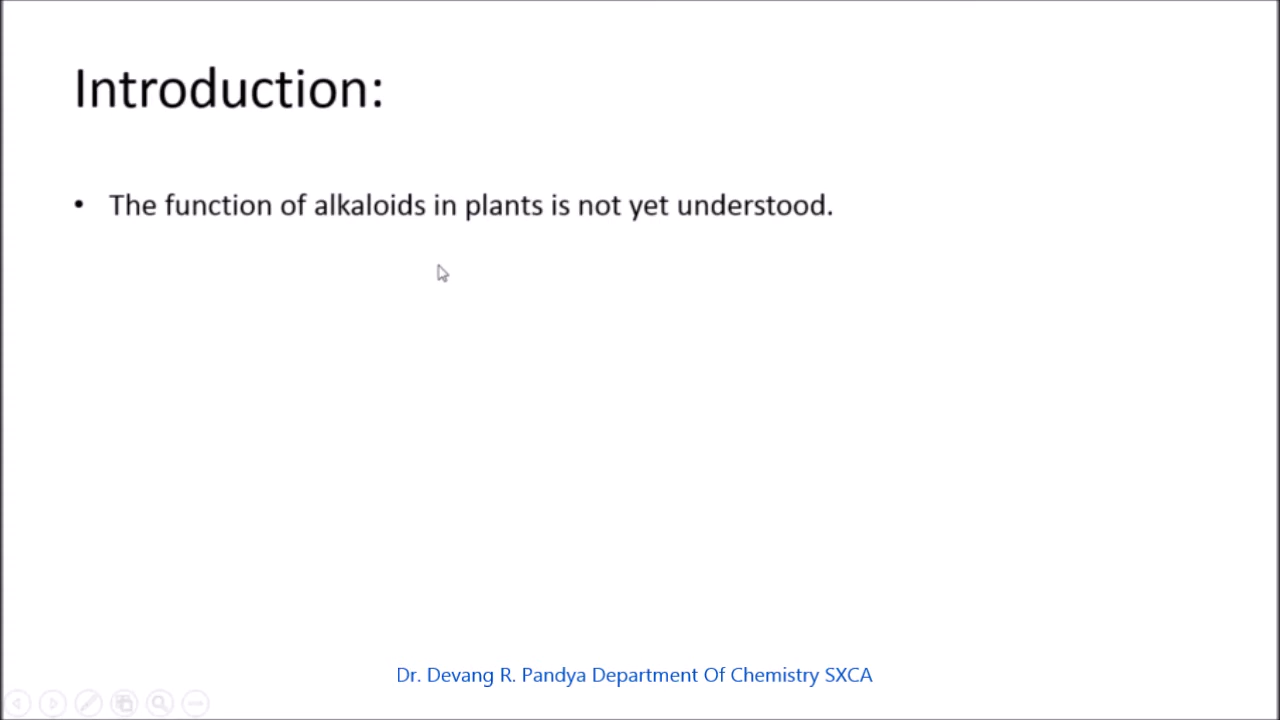 Introduction:
• The function of alkaloids in plants is not yet understood.
Dr. Devang R. Pandya Department Of Chemistry SXCA